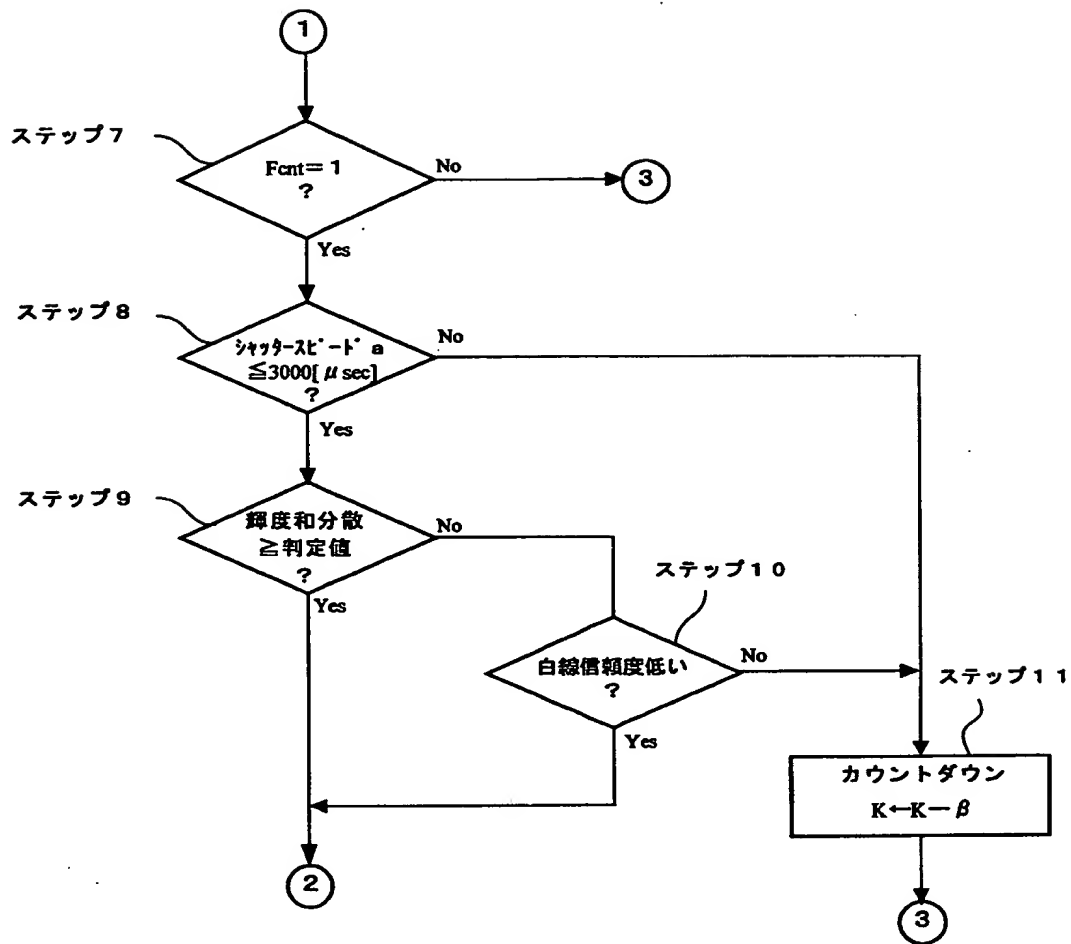 ①
ステップ7
Fcnt=1
?
No
③
Yes
ステップ8
シャッタースピード a
≦3000[μsec]
?
No
Yes
ステップ9
輝度和分散
≧判定値
?
No
Yes
ステップ10
白線信頼度低い
?
No
Yes
ステップ11
カウントダウン
K←K-β
②
③